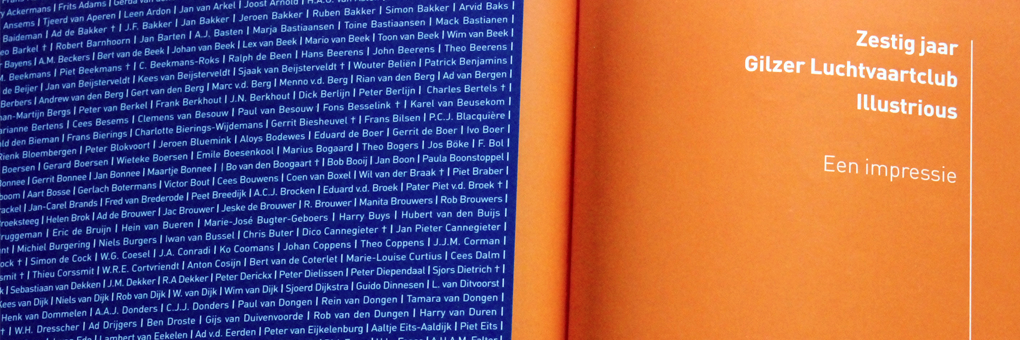 Ackermans | Frits Adams |
Ansems | Tjeerd van Aperen | Leen Ardon | Jan van Arkel | Joost Arnold |
Baideman | Ad de Bakker † | J.F. Bakker | Jan Bakker | Jeroen Bakker | Ruben Bakker | Simon Bakker | Arvid Baks
Barkel † | Robert Barnhoorn | Jan Barten | A.J. Basten | Marja Bastiaansen | Toine Bastiaansen | Mack Bastianen
Bayens | A.M. Beckers | Bert van de Beek | Johan van Beek | Lex van Beek | Mario van Beek | Toon van Beek | Wim van Beek |
Beekmans | Piet Beekmans † | C. Beekmans-Roks | Ralph de Been | Hans Beerens | John Beerens | Theo Beerens |
de Beijer | Jan van Beijsterveldt | Kees van Beijsterveldt | Sjaak van Beijsterveldt † | Wouter Beliën | Patrick Benjamins |
Berbers | Andrew van den Berg | Gert van den Berg | Marc v.d. Berg | Menno v.d. Berg | Rian van den Berg | Ad van Bergen |
Bergs | Peter van Berkel | Frank Berkhout | J.N. Berkhout | Dick Berlijn | Peter Berlijn | Charles Bertels † |
Bertens | Cees Besems | Clemens van Besouw | Paul van Besouw | Fons Besselink † | Karel van Beusekom |
den Bieman | Frans Bierings | Charlotte Bierings-Wijdemans | Gerrit Biesheuvel † | Frans Bilsen | P.C.J. Blacquière |
Rienk Bloembergen | Peter Blokvoort | Jeroen Bluemink | Aloys Bodewes | Eduard de Boer | Gerrit de Boer | Ivo Boer |
Boersen | Gerard Boersen | Wieteke Boersen | Emile Boesenkool | Marius Bogaard | Theo Bogers | Jos Böke | F. Bol |
Bonnee | Gerrit Bonnee | Jan Bonnee | Maartje Bonnee | | Bo van den Boogaart † | Bob Booij | Jan Boon | Paula Boonstoppel |
Aart Bosse | Gerlach Botermans | Victor Bout | Cees Bouwens | Coen van Boxel | Wil van der Braak † | Piet Braber |
Jan-Carel Brands | Fred van Brederode | Peet Breedijk | A.C.J. Brocken | Eduard v.d. Broek | Pater Piet v.d. Broek † |
Broeksteeg | Helen Brok | Ad de Brouwer | Jac Brouwer | Jeske de Brouwer | R. Brouwer | Manita Brouwers | Rob Brouwers |
Bruggeman | Eric de Bruijn | Hein van Bueren | Marie-José Bugter-Geboers | Harry Buys | Hubert van den Buijs |
Michiel Burgering | Niels Burgers | Iwan van Bussel | Chris Buter | Dico Cannegieter † | Jan Pieter Cannegieter |
† | Simon de Cock | W.G. Coesel | J.A. Conradi | Ko Coomans | Johan Coppens | Theo Coppens | J.J.M. Corman |
† | Thieu Corssmit | W.R.E. Cortvriendt | Anton Cosijn | Bert van de Coterlet | Marie-Louise Curtius | Cees Dalm |
Sebastiaan van Dekken | J.M. Dekker | R.A Dekker | Peter Derickx | Peter Dielissen | Peter Diependaal | Sjors Dietrich † |
Kees van Dijk | Niels van Dijk | Rob van Dijk | W. van Dijk | Wim van Dijk | Sjoerd Dijkstra | Guido Dinnesen | L. van Ditvoorst |
Henk van Dommelen | A.A.J. Donders | C.J.J. Donders | Paul van Dongen | Rein van Dongen | Tamara van Dongen |
† | W.H. Dresscher | Ad Drijgers | Ben Droste | Gijs van Duivenvoorde | Rob van den Dungen | Harry van Duren |
Lambert van Eekelen | Ad v.d. Eerden | Peter van Eijkelenburg | Aaltje Eits-Aaldijk | Piet Eits |
Zestig jaar
Gilzer Luchtvaartclub
Illustrious
Een impressie